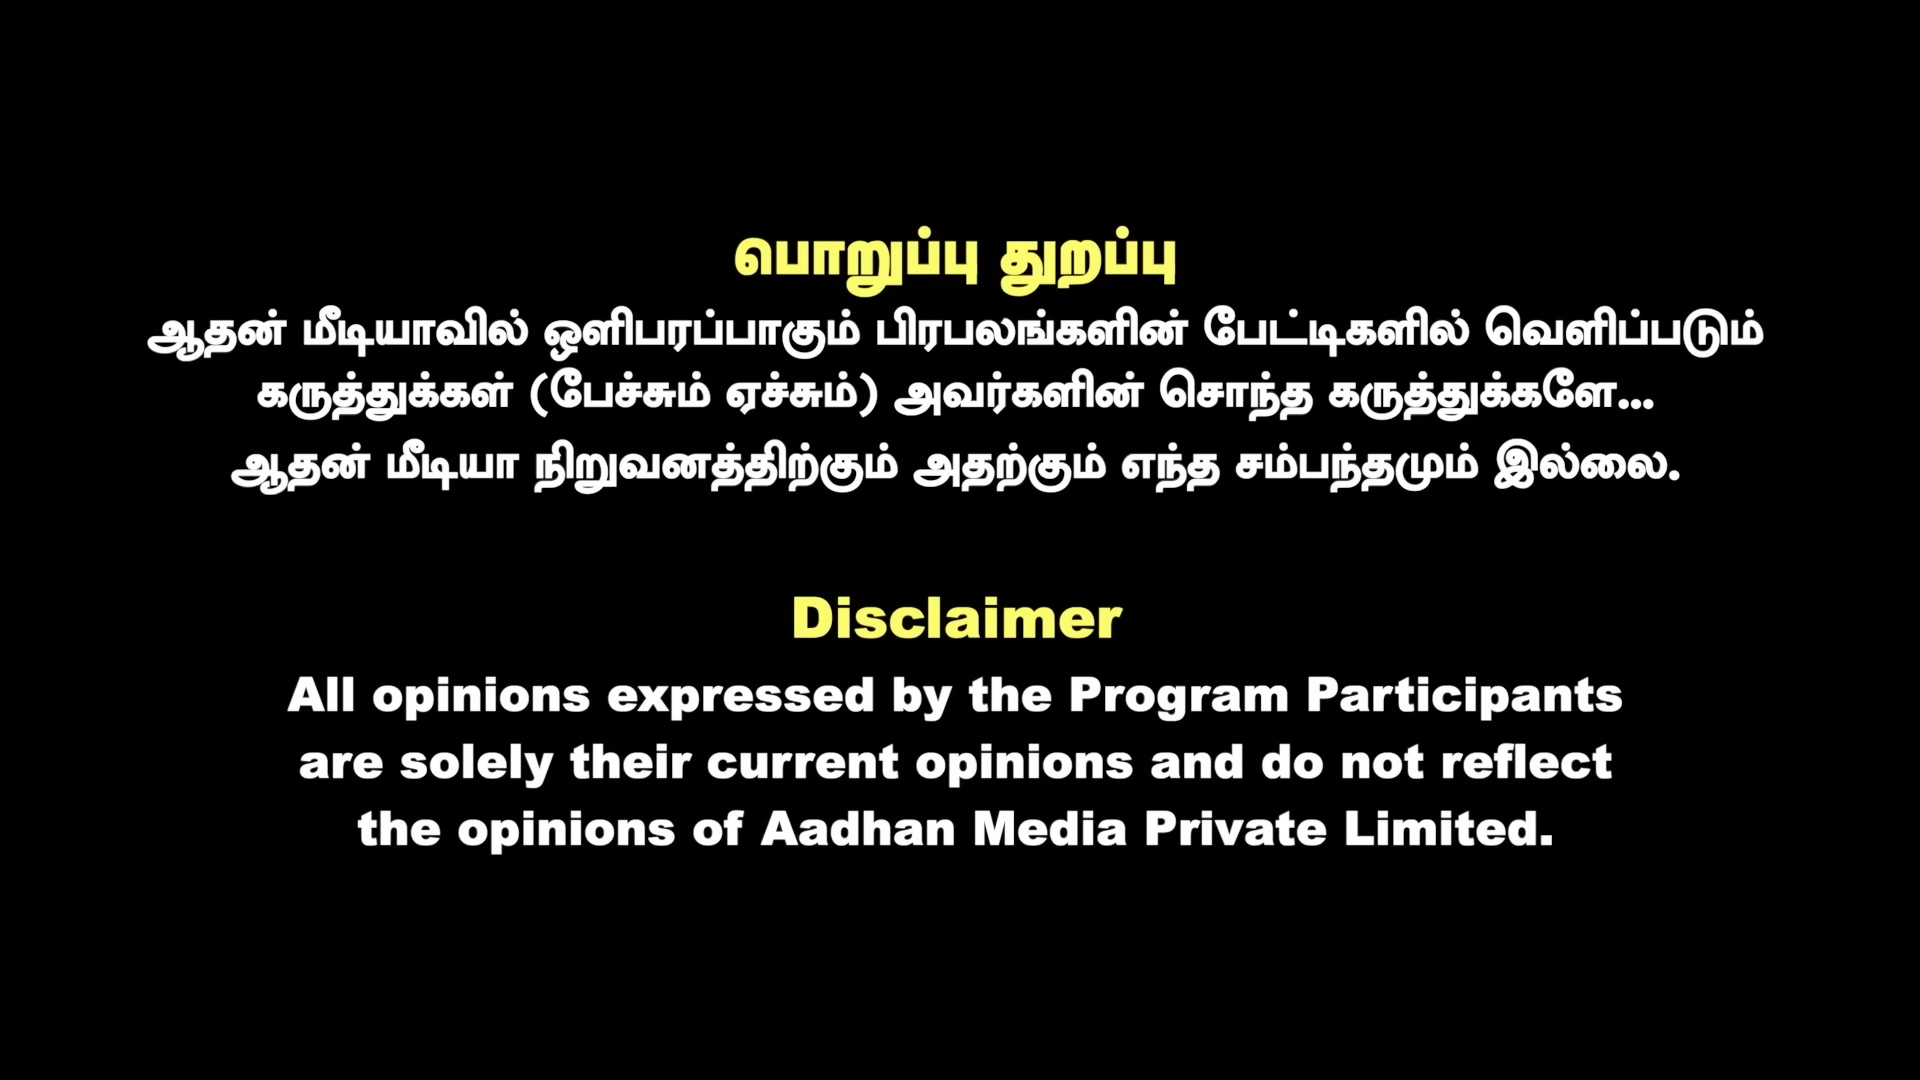 பொறுப்பு துறப்பு
ஆதன் மீடியாவில் ஒளிபரப்பாகும் பிரபலங்களின் பேட்டிகளில் வெளிப்படும்
கருத்துக்கள் (பேச்சும் ஏச்சும்) அவர்களின் சொந்த கருத்துக்களே...
ஆதன் மீடியா நிறுவனத்திற்கும் அதற்கும் எந்த சம்பந்தமும் இல்லை.
Disclaimer
All opinions expressed by the Program Participants
are solely their current opinions and do not reflect
the opinions of Aadhan Media Private Limited.